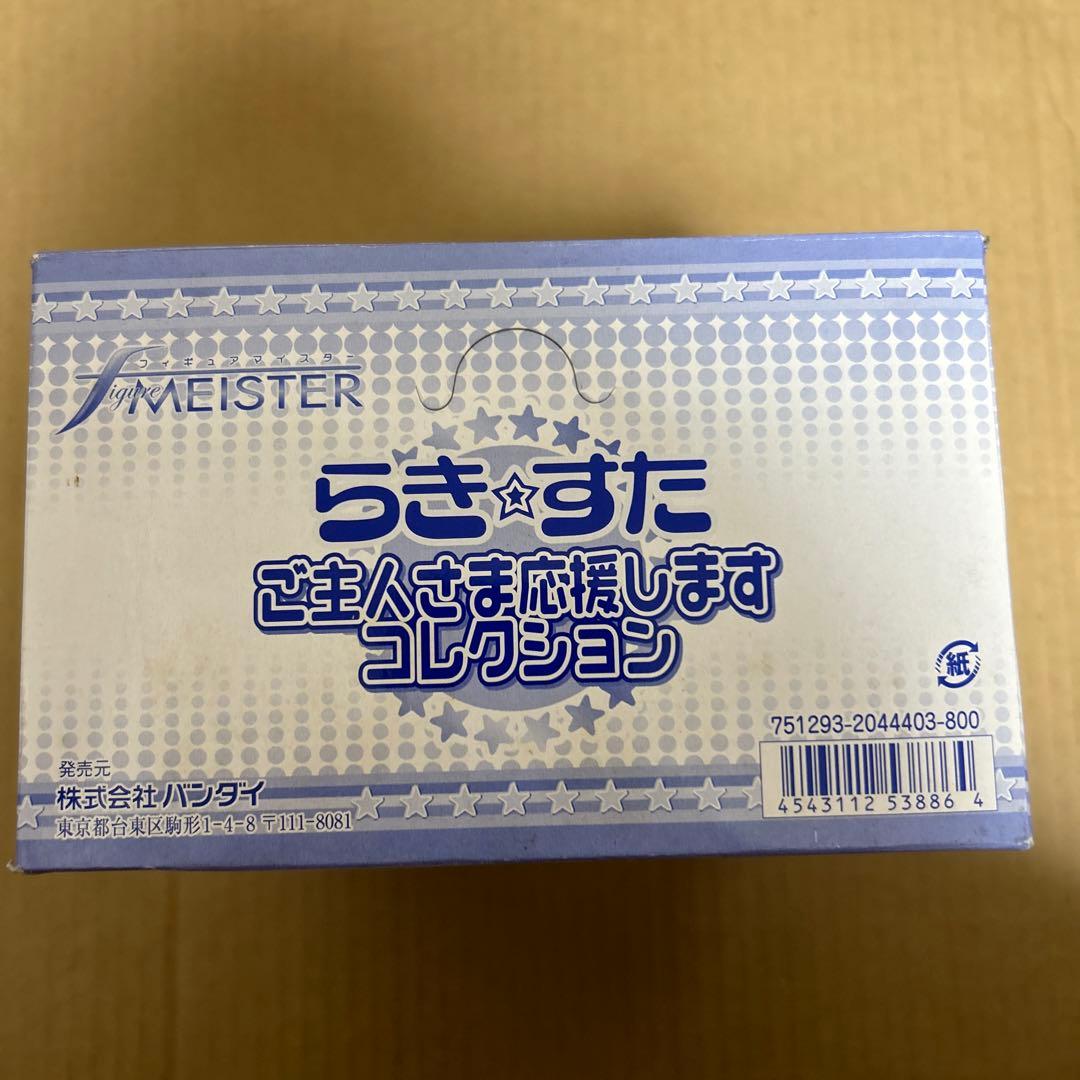 フィギュアマイスター
figure MEISTER
らき☆すた
ご主人さま応援します
コレクション
紙
751293-2044403-800
4543112 53886 4
発売元
株式会社 バンダイ
東京都台東区駒形1-4-8 〒111-8081